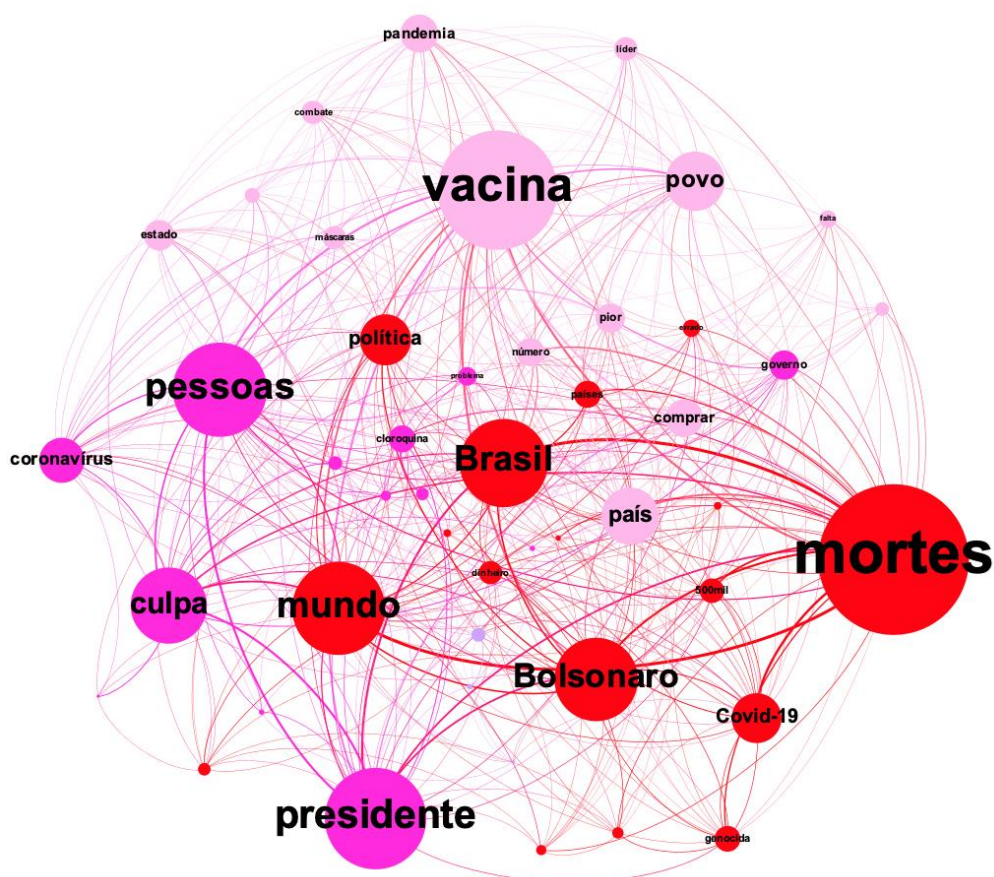 pandemia
líder
combate
vacina
povo
falta
estado
máscaras
pior
errado
política
número
problema
governo
pessoas
países
comprar
cloroquina
coronavírus
Brasil
país
mortes
dinheiro
500mil
culpa
mundo
Bolsonaro
Covid-19
presidente
genocida